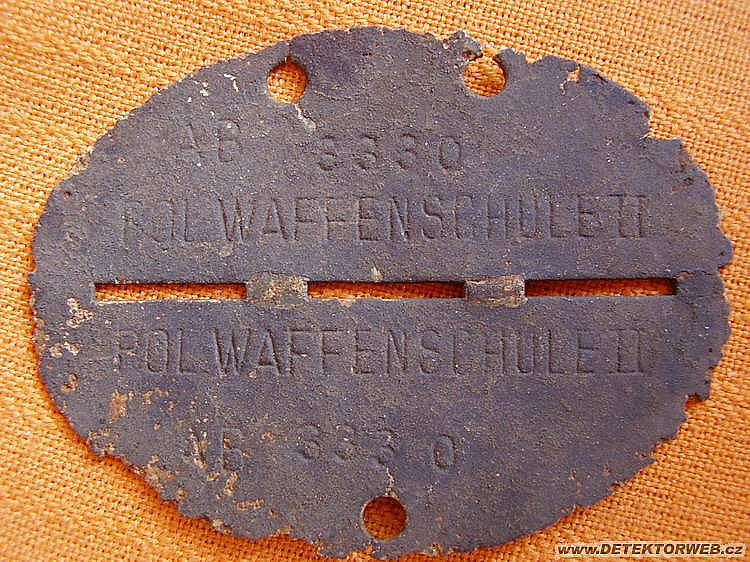 AB 3330
POL.WAFFENSCHULE II
POL.WAFFENSCHULE II
AB 3330
www.DETEKTORWEB.cz